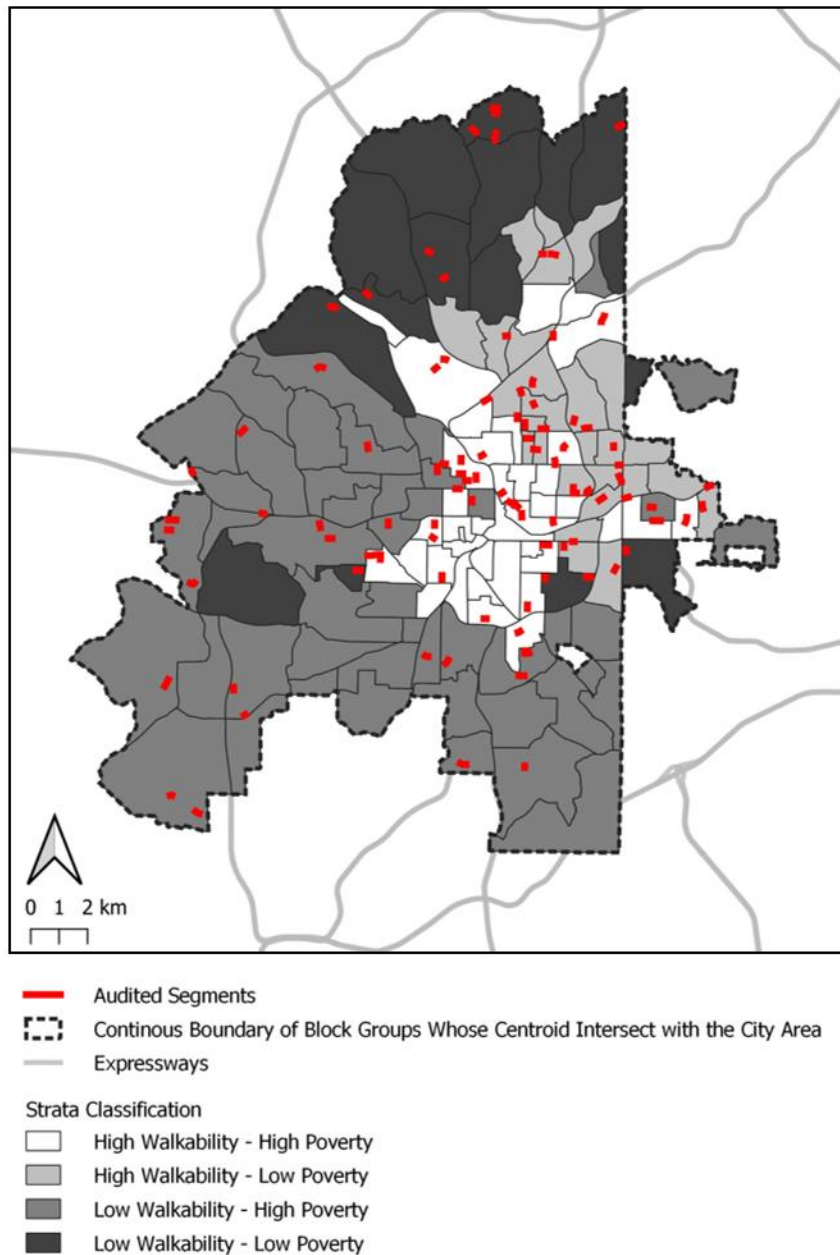 0 1 2 km
Audited Segments
Continous Boundary of Block Groups Whose Centroid Intersect with the City Area
Expressways
Strata Classification
High Walkability - High Poverty
High Walkability - Low Poverty
Low Walkability - High Poverty
Low Walkability - Low Poverty